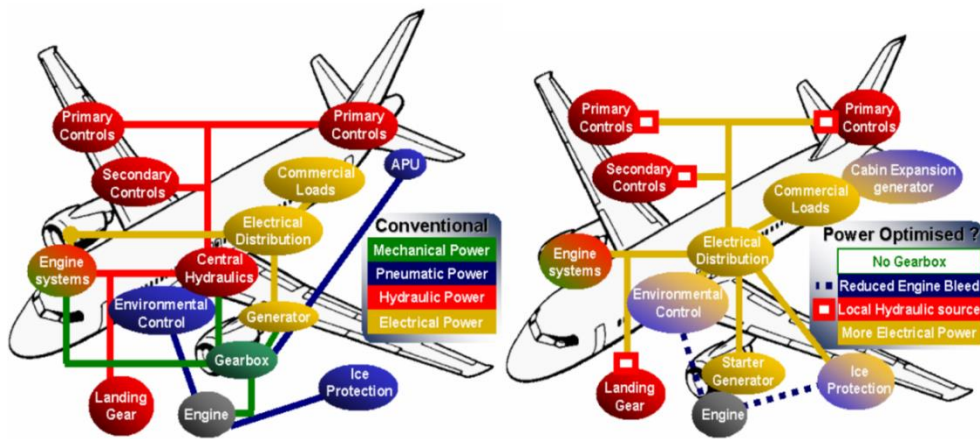 Primary
Controls
Primary
Controls
Secondary
Controls
Commercial
Loads
APU
Electrical
Distribution
Engine
systems
Central
Hydraulics
Environmental
Control
Generator
Gearbox
Landing
Gear
Engine
Ice
Protection
Conventional
Mechanical Power
Pneumatic Power
Hydraulic Power
Electrical Power
Primary
Controls
Primary
Controls
Secondary
Controls
Cabin Expansion
generator
Commercial
Loads
Engine
systems
Electrical
Distribution
Environmental
Control
Landing
Gear
Starter
Generator
Engine
Ice
Protection
Power Optimised ?
No Gearbox
Reduced Engine Bleed
Local Hydraulic source
More Electrical Power